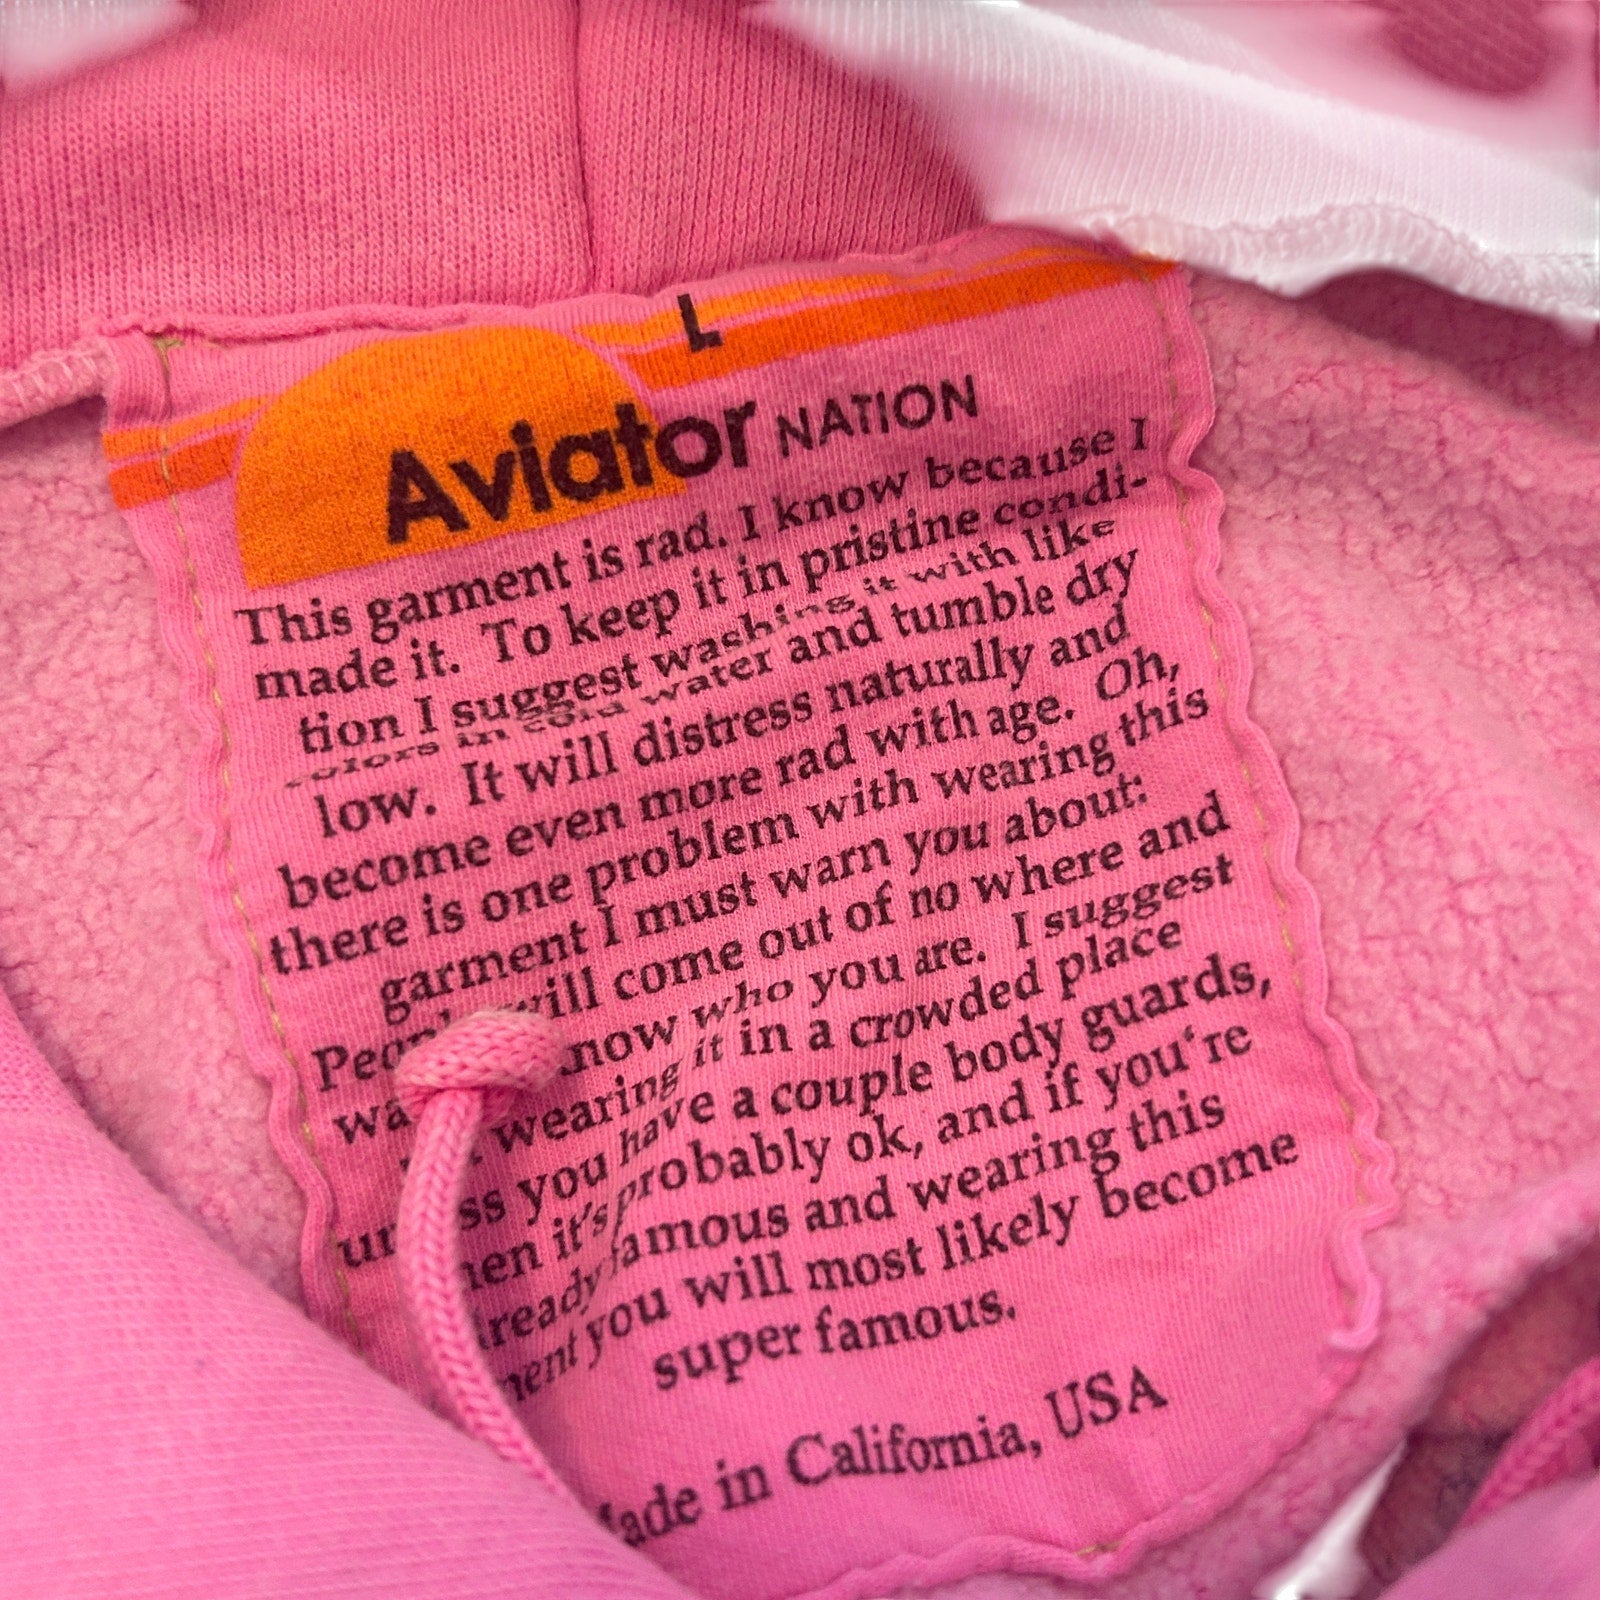 L
Aviator NATION
This garment is rad. I know because I
made it. To keep it in pristine condi-
tion I suggest washing it with like
colors in cold water and tumble dry
low. It will distress naturally and
become even more rad with age. Oh,
there is one problem with wearing this
garment I must warn you about:
will come out of no where and
who you are. I suggest
wearing it in a crowded place
you have a couple body guards,
it's probably ok, and if you're
famous and wearing this
you will most likely become
super famous.
in California, USA